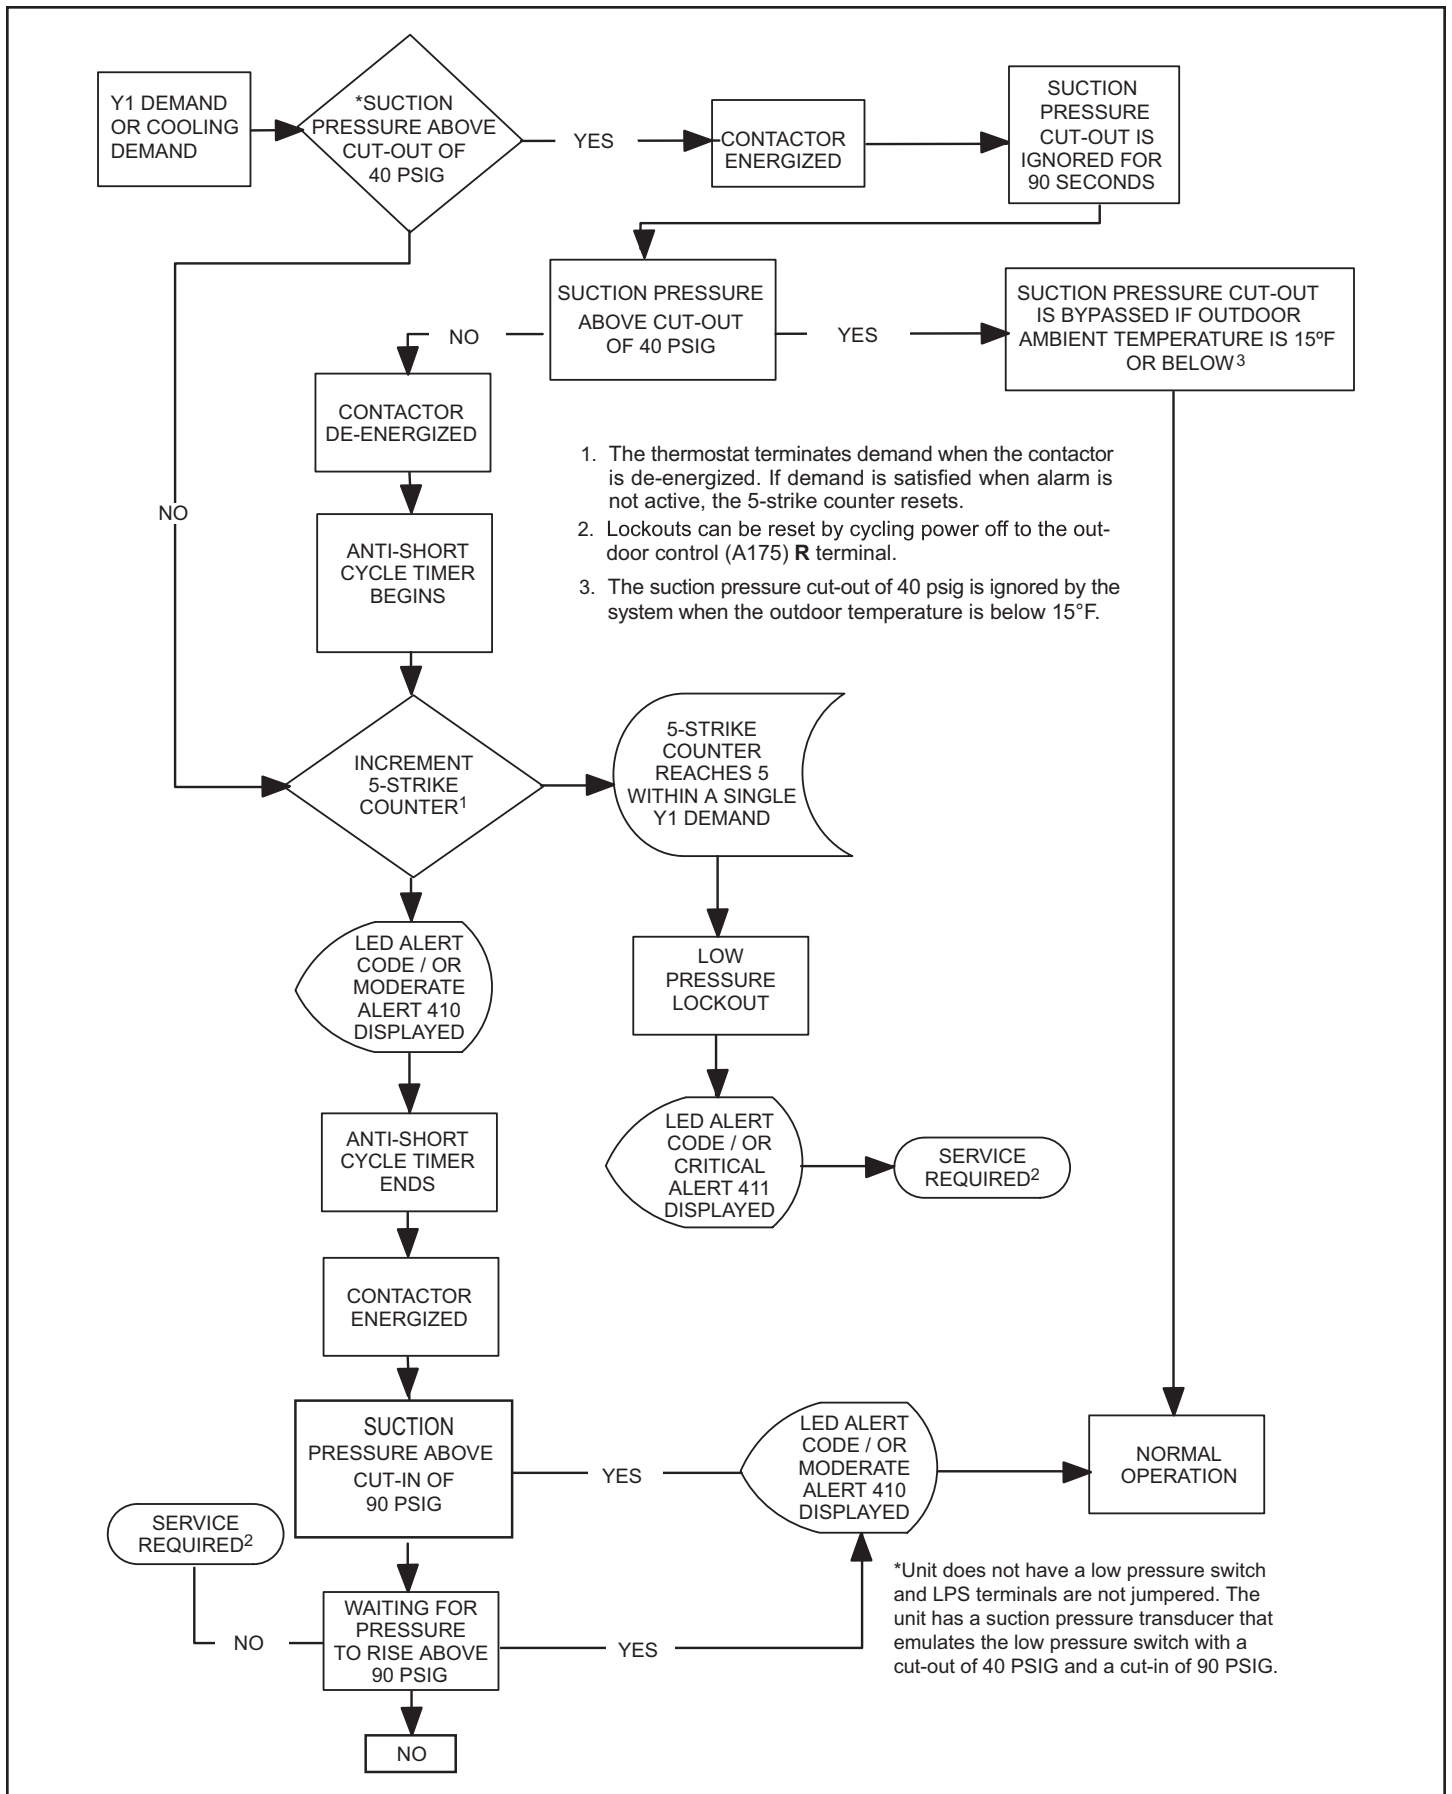 Y1 DEMAND
OR COOLING
DEMAND
*SUCTION
PRESSURE ABOVE
CUT-OUT OF
40 PSIG
YES
CONTACTOR
ENERGIZED
SUCTION
PRESSURE
CUT-OUT IS
IGNORED FOR
90 SECONDS
SUCTION PRESSURE
ABOVE CUT-OUT
OF 40 PSIG
NO
YES
SUCTION PRESSURE CUT-OUT
IS BYPASSED IF OUTDOOR
AMBIENT TEMPERATURE IS 15ºF
OR BELOW3
CONTACTOR
DE-ENERGIZED
1. The thermostat terminates demand when the contactor
is de-energized. If demand is satisfied when alarm is
not active, the 5-strike counter resets.
2. Lockouts can be reset by cycling power off to the out-
door control (A175) R terminal.
3. The suction pressure cut-out of 40 psig is ignored by the
system when the outdoor temperature is below 15°F.
NO
ANTI-SHORT
CYCLE TIMER
BEGINS
INCREMENT
5-STRIKE
COUNTER1
5-STRIKE
COUNTER
REACHES 5
WITHIN A SINGLE
Y1 DEMAND
LED ALERT
CODE / OR
MODERATE
ALERT 410
DISPLAYED
LOW
PRESSURE
LOCKOUT
ANTI-SHORT
CYCLE TIMER
ENDS
LED ALERT
CODE / OR
CRITICAL
ALERT 411
DISPLAYED
SERVICE
REQUIRED2
CONTACTOR
ENERGIZED
SUCTION
PRESSURE ABOVE
CUT-IN OF
90 PSIG
YES
LED ALERT
CODE / OR
MODERATE
ALERT 410
DISPLAYED
NORMAL
OPERATION
SERVICE
REQUIRED2
NO
WAITING FOR
PRESSURE
TO RISE ABOVE
90 PSIG
YES
*Unit does not have a low pressure switch
and LPS terminals are not jumpered. The
unit has a suction pressure transducer that
emulates the low pressure switch with a
cut-out of 40 PSIG and a cut-in of 90 PSIG.
NO